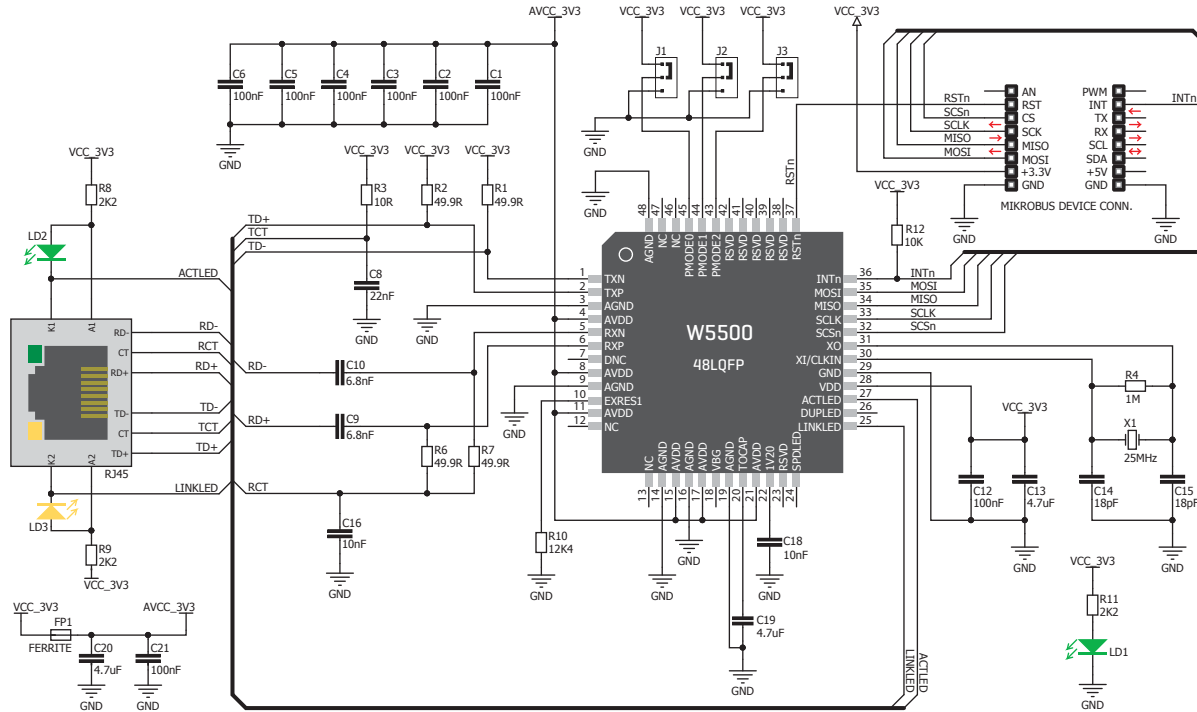 AVCC_3V3
VCC_3V3 VCC_3V3 VCC_3V3 VCC_3V3
J1 J2 J3
C6 C5 C4 C3 C2 C1
100nF 100nF 100nF 100nF 100nF 100nF
GND
GND
AN
RST
CS
SCK
MISO
MOSI
+3.3V
GND
PWM
INT
TX
RX
SCL
SDA
+5V
GND
RSTn
SCSn
SCLK
MISO
MOSI
INTn
MIKROBUS DEVICE CONN.
GND
GND
VCC_3V3
R8
2K2
LD2
ACTLED
VCC_3V3 VCC_3V3 VCC_3V3
R3
10R
R2
49.9R
R1
49.9R
TD+
TCT
TD-
C8
22nF
GND
GND
GND
RSTn
VCC_3V3
R12
10K
48 47 46 45 44 43 42 41 40 39 38 37
AGND NC NC PMODE0 PMODE1 PMODE2 RSVD RSVD RSVD RSVD RSVD RSTn
1 TXN
2 TXP
3 AGND
4 AVDD
5 RXN
6 RXP
7 DNC
8 AVDD
9 AGND
10 EXRES1
11 AVDD
12 NC
W5500
48LQFP
INTn 36 INTn
MOSI 35 MOSI
MISO 34 MISO
SCLK 33 SCLK
SCSn 32 SCSn
XO 31
XI/CLKIN 30
GND 29
VDD 28
ACTLED 27
DUPLED 26
LINKLED 25
NC AGND AVDD AGND AVDD VBG AGND TOCAP AVDD 1V20 RSVD SPDLED
13 14 15 16 17 18 19 20 21 22 23 24
K1 A1
RD-
CT
RD+
TD-
CT
TD+
K2 A2
RJ45
RD-
RCT
RD+
TD-
TCT
TD+
LINKLED
LD3
R9
2K2
VCC_3V3
RD-
C10
6.8nF
RD+
C9
6.8nF
R6
49.9R
R7
49.9R
RCT
C16
10nF
GND
GND
R10
12K4
GND
GND
GND
C18
10nF
GND
C19
4.7uF
GND
R4
1M
X1
25MHz
C14
18pF
C15
18pF
GND
VCC_3V3
C12
100nF
C13
4.7uF
GND
VCC_3V3
R11
2K2
LD1
GND
VCC_3V3 AVCC_3V3
FP1
FERRITE
C20
4.7uF
C21
100nF
GND GND
LINKLED
ACTLED